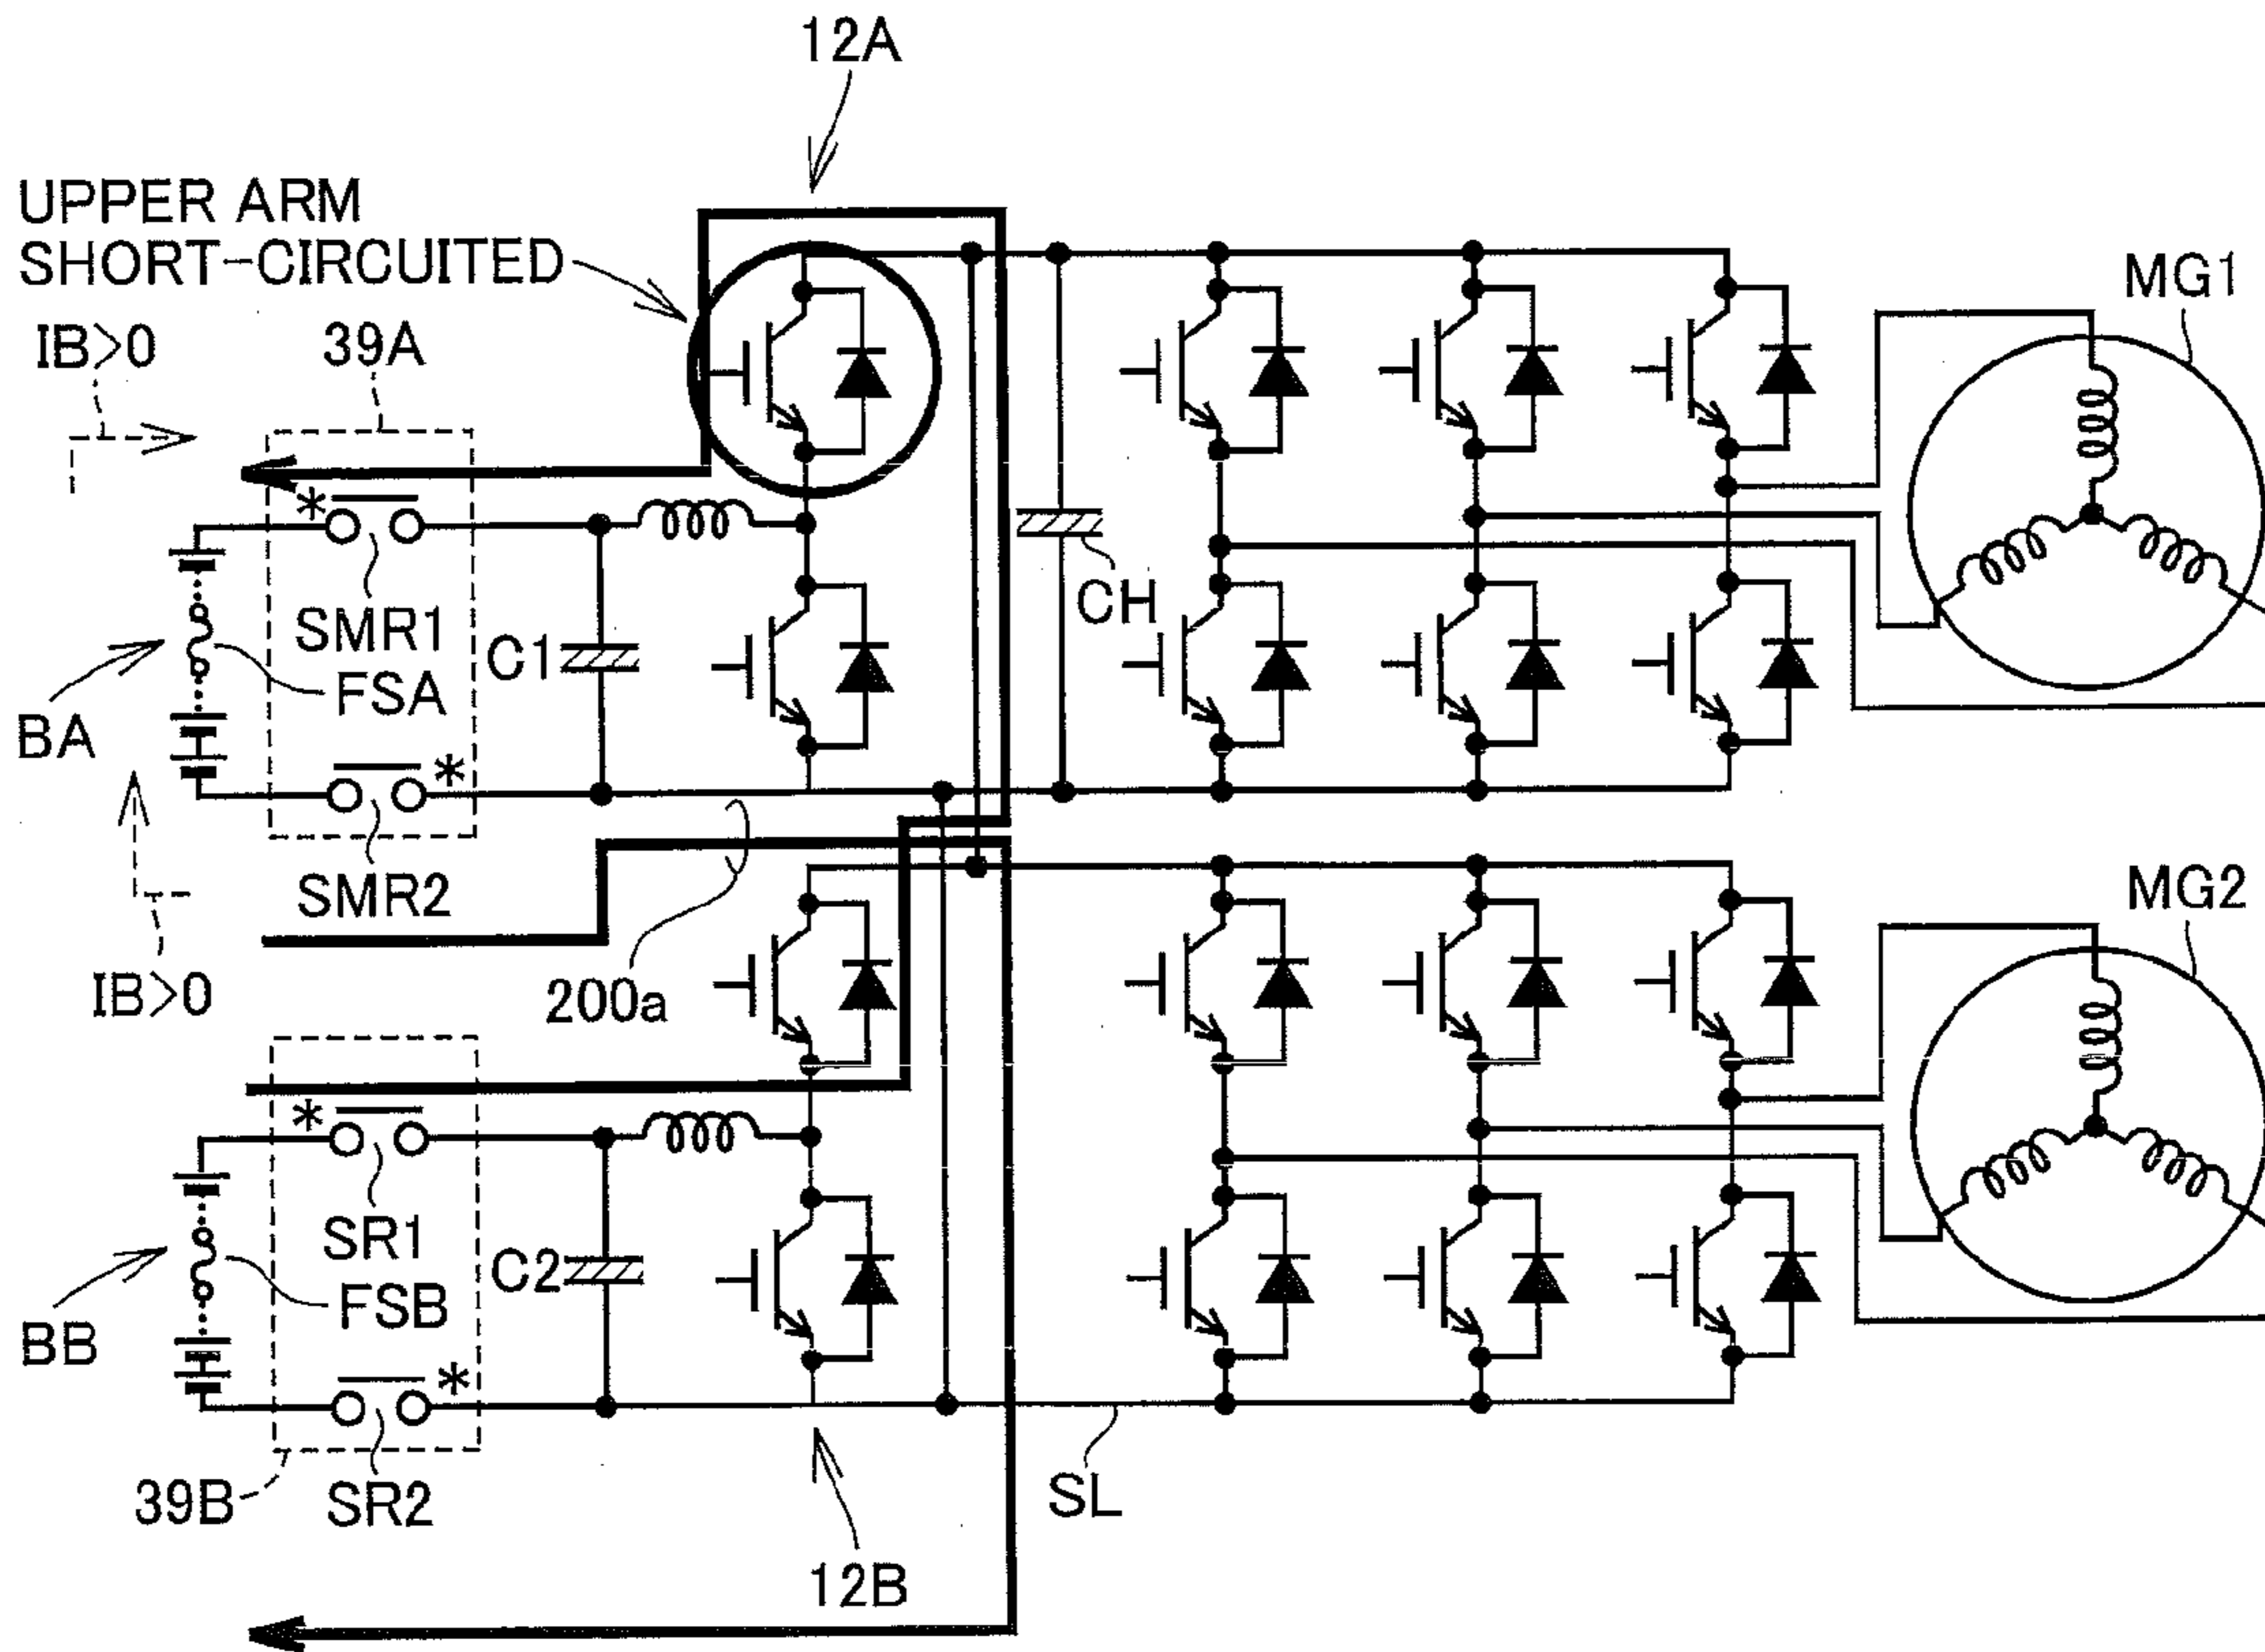 12A
UPPER ARM
SHORT-CIRCUITED
IB>0
39A
MG1
*
SMR1
CH
C1
FSA
BA
*
SMR2
MG2
IB>0
200a
*
SR1
C2
FSB
BB
*
39B
SR2
SL
12B